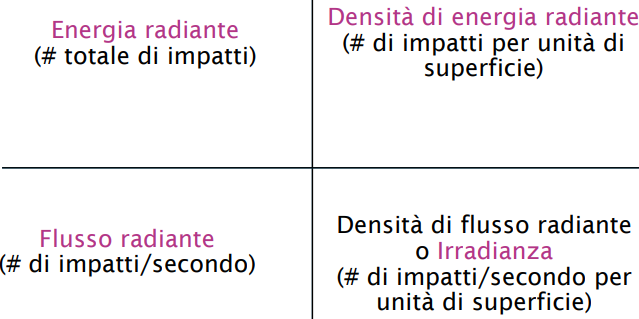 Energia radiante
(# totale di impatti)
Densità di energia radiante
(# di impatti per unità di
superficie)
Flusso radiante
(# di impatti/secondo)
Densità di flusso radiante
o Irradianza
(# di impatti/secondo per
unità di superficie)